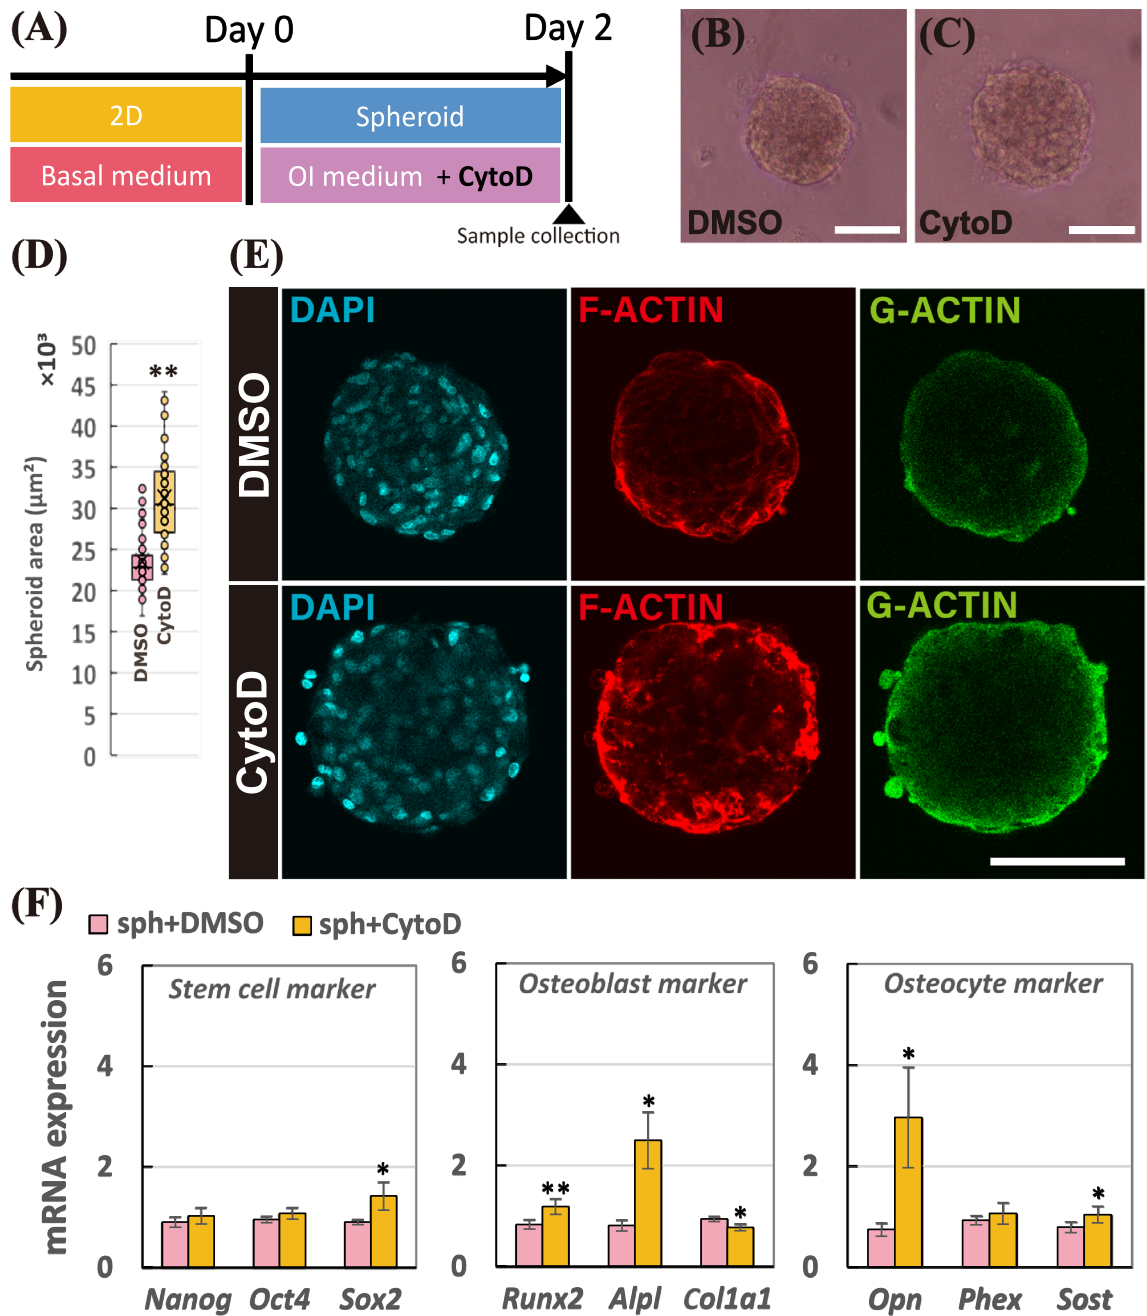 (A)
Day 0
Day 2
2D
Spheroid
Basal medium
OI medium + CytoD
Sample collection
(B)
DMSO
(C)
CytoD
(D)
×10³
50
45
40
35
30
25
20
15
10
5
0
Spheroid area (µm²)
**
DMSO
CytoD
(E)
DAPI
F-ACTIN
G-ACTIN
DMSO
DAPI
F-ACTIN
G-ACTIN
CytoD
(F)
sph+DMSO
sph+CytoD
mRNA expression
6
4
2
0
Stem cell marker
*
Nanog
Oct4
Sox2
6
4
2
0
Osteoblast marker
**
*
*
Runx2
Alpl
Col1a1
6
4
2
0
Osteocyte marker
*
*
Opn
Phex
Sost